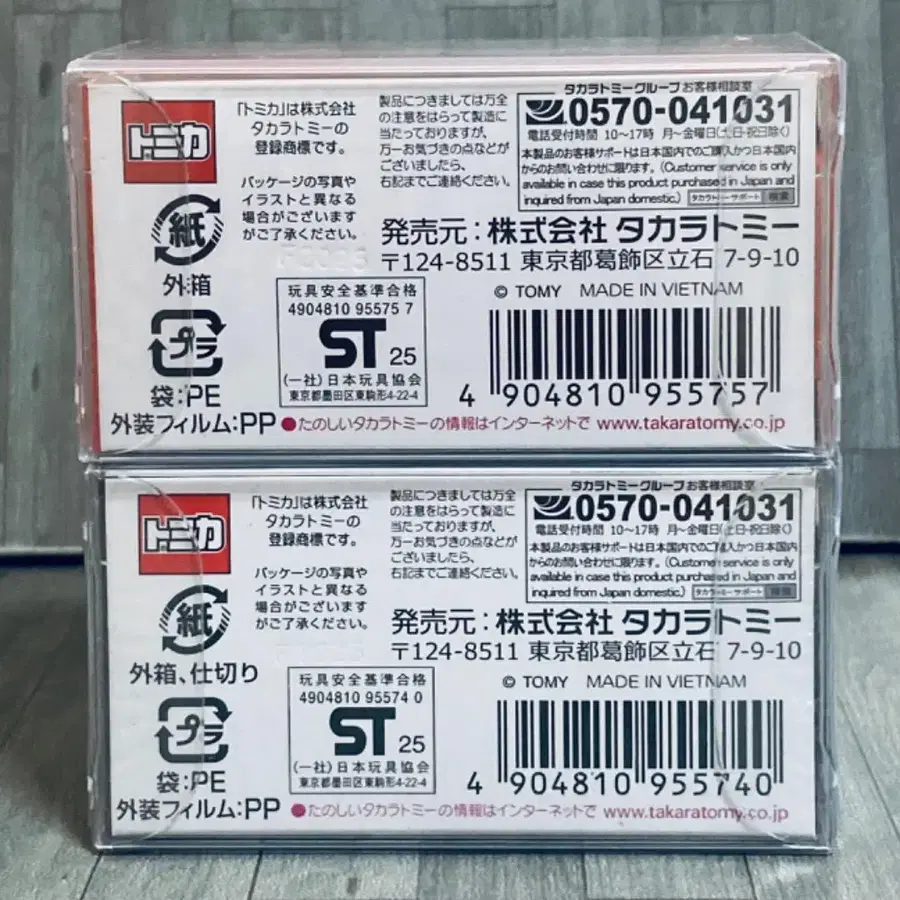 トミカ
「トミカ」は株式会社
タカラトミーの
登録商標です。
パッケージの写真や
イラストと異なる
場合がございます
がご了承ください。
製品につきましては万全
の注意をはらって製造に
当たっておりますが、
万一お気づきの点などが
ございましたら、
右記までご連絡ください。
タカラトミーグループ お客様相談室
0570-041031
電話受付時間 10〜17時 月〜金曜日(土日・祝日除く)
本製品のお客様サポートは日本国内でのご購入かつ日本国内
からのお問い合わせに限ります。(Customer service is only
available in case this product purchased in Japan and
inquired from Japan domestic.) タカラトミーサポート 検索
紙
外箱
プラ
袋:PE
外装フィルム:PP
発売元:株式会社 タカラトミー
〒124-8511 東京都葛飾区立石 7-9-10
© TOMY MADE IN VIETNAM
玩具安全基準合格
4904810 95575 7
ST 25
(一社)日本玩具協会
東京都墨田区東駒形4-22-4
4 904810 955757
●たのしいタカラトミーの情報はインターネットで www.takaratomy.co.jp
トミカ
「トミカ」は株式会社
タカラトミーの
登録商標です。
パッケージの写真や
イラストと異なる
場合がございます
がご了承ください。
製品につきましては万全
の注意をはらって製造に
当たっておりますが、
万一お気づきの点などが
ございましたら、
右記までご連絡ください。
タカラトミーグループ お客様相談室
0570-041031
電話受付時間 10〜17時 月〜金曜日(土日・祝日除く)
本製品のお客様サポートは日本国内でのご購入かつ日本国内
からのお問い合わせに限ります。(Customer service is only
available in case this product purchased in Japan and
inquired from Japan domestic.) タカラトミーサポート 検索
紙
外箱、仕切り
プラ
袋:PE
外装フィルム:PP
発売元:株式会社 タカラトミー
〒124-8511 東京都葛飾区立石 7-9-10
© TOMY MADE IN VIETNAM
玩具安全基準合格
4904810 95574 0
ST 25
(一社)日本玩具協会
東京都墨田区東駒形4-22-4
4 904810 955740
●たのしいタカラトミーの情報はインターネットで www.takaratomy.co.jp